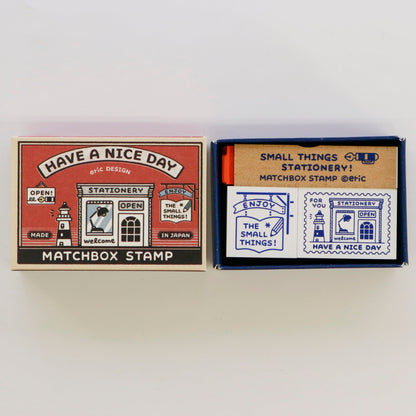 HAVE A NICE DAY
eric DESIGN
OPEN!
STATIONERY
OPEN
ENJOY
THE
SMALL
THINGS!
MADE
welcome
IN JAPAN
MATCHBOX STAMP
SMALL THINGS
STATIONERY!
MATCHBOX STAMP ©eric
ENJOY
THE
SMALL
THINGS!
FOR
YOU
STATIONERY
OPEN
welcome
HAVE A NICE DAY